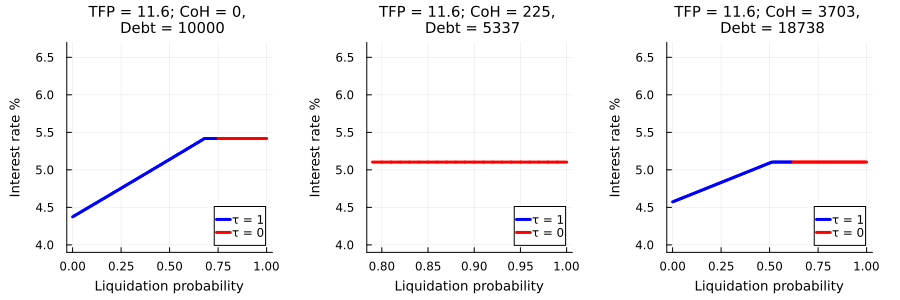 TFP = 11.6; CoH = 0,
Debt = 10000
Interest rate %
6.5
6.0
5.5
5.0
4.5
4.0
τ = 1
τ = 0
0.00 0.25 0.50 0.75 1.00
Liquidation probability
TFP = 11.6; CoH = 225,
Debt = 5337
Interest rate %
6.5
6.0
5.5
5.0
4.5
4.0
τ = 1
τ = 0
0.80 0.85 0.90 0.95 1.00
Liquidation probability
TFP = 11.6; CoH = 3703,
Debt = 18738
Interest rate %
6.5
6.0
5.5
5.0
4.5
4.0
τ = 1
τ = 0
0.00 0.25 0.50 0.75 1.00
Liquidation probability